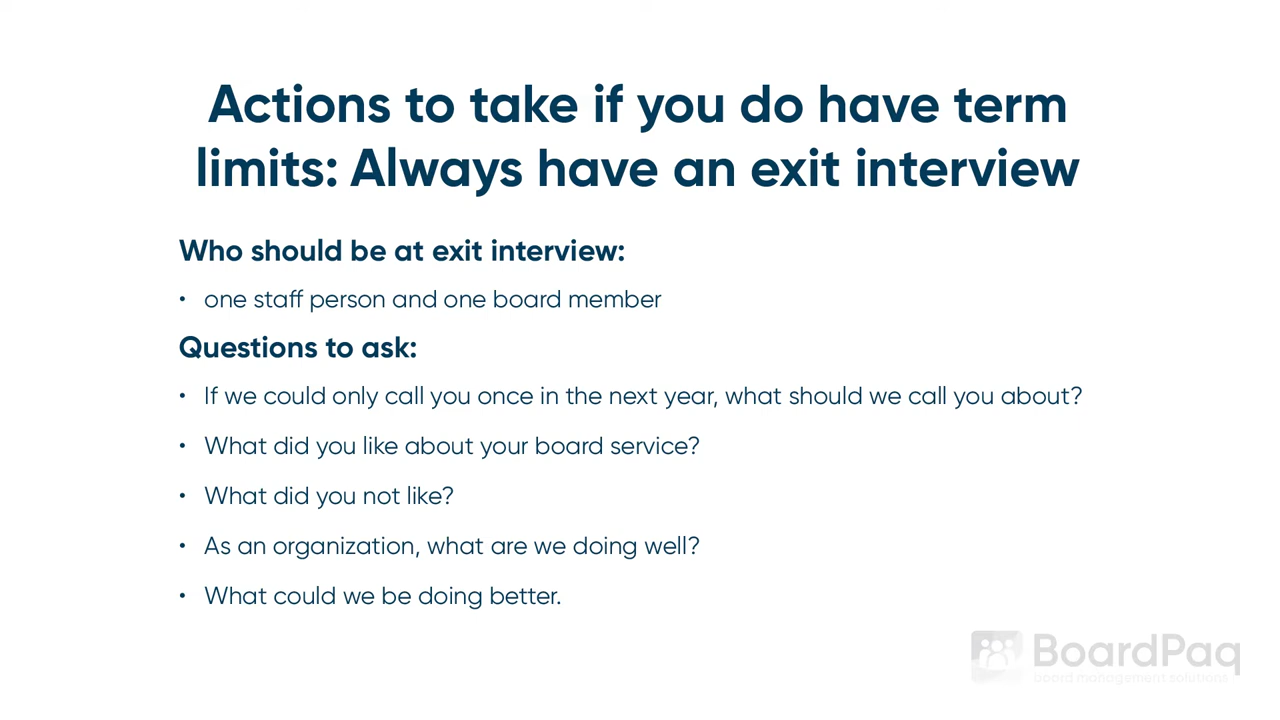 Actions to take if you do have term
limits: Always have an exit interview
Who should be at exit interview:
• one staff person and one board member
Questions to ask:
• If we could only call you once in the next year, what should we call you about?
• What did you like about your board service?
• What did you not like?
• As an organization, what are we doing well?
• What could we be doing better.
BoardPaq
board management solutions